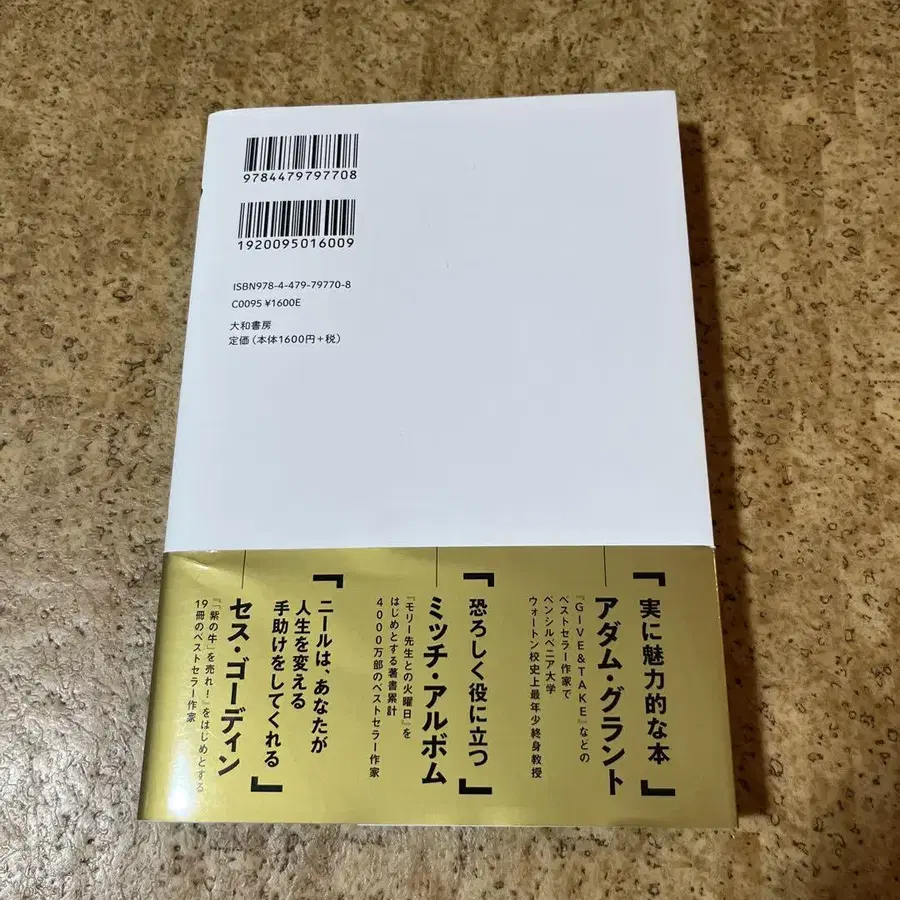 9784479797708
1920095016009
ISBN978-4-479-79770-8
C0095 ¥1600E
大和書房
定価(本体1600円+税)
「実に魅力的な本」
アダム・グラント
『GIVE&TAKE』などの
ベストセラー作家で
ペンシルベニア大学
ウォートン校史上最年少終身教授
「恐ろしく役に立つ」
ミッチ・アルボム
『モリー先生との火曜日』を
はじめとする著書累計
4000万部のベストセラー作家
「ニールは、あなたが
人生を変える
手助けをしてくれる」
セス・ゴーディン
『「紫の牛」を売れ!』をはじめとする
19冊のベストセラー作家